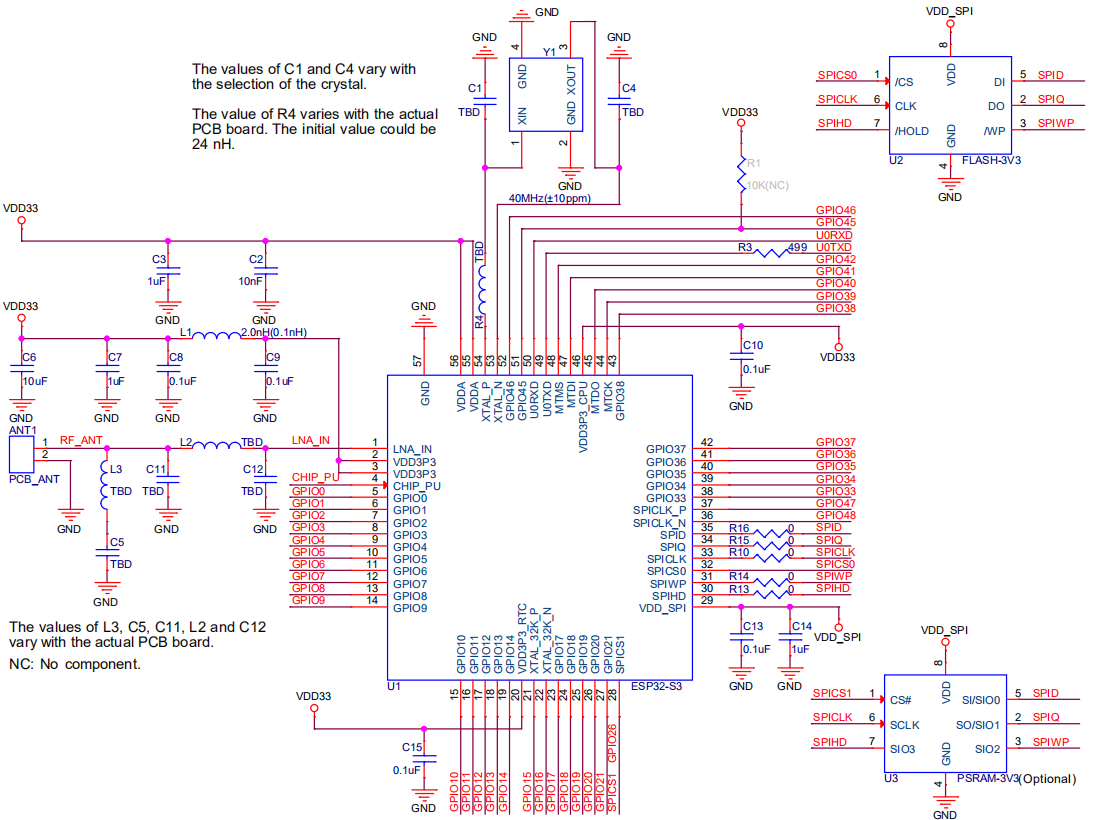 GND
4
3
Y1
GND
GND
C1
TBD
GND
XOUT
XIN
GND
1
2
C4
TBD
GND
40MHz(±10ppm)
The values of C1 and C4 vary with
the selection of the crystal.
The value of R4 varies with the actual
PCB board. The initial value could be
24 nH.
VDD_SPI
8
SPICS0 1 /CS VDD DI 5 SPID
SPICLK 6 CLK DO 2 SPIQ
SPIHD 7 /HOLD GND /WP 3 SPIWP
U2 4 FLASH-3V3
GND
VDD33
R1
10K(NC)
GPIO46
GPIO45
U0RXD
R3 499 U0TXD
GPIO42
GPIO41
GPIO40
GPIO39
GPIO38
VDD33
C3
1uF
GND
C2
10nF
GND
TBD
R4
GND
VDD33
L1 2.0nH(0.1nH)
C6
10uF
GND
C7
1uF
GND
C8
0.1uF
GND
C9
0.1uF
GND
C10
0.1uF
GND
VDD33
57 56 55 54 53 52 51 50 49 48 47 46 45 44 43
GND
VDDA
VDDA
XTAL_P
XTAL_N
GPIO46
GPIO45
U0RXD
U0TXD
MTMS
MTDI
VDD3P3_CPU
MTDO
MTCK
GPIO38
ANT1
1 RF_ANT
2
PCB_ANT
GND
L2 TBD
LNA_IN
L3
TBD
C11
TBD
GND
C12
TBD
GND
C5
TBD
GND
1 LNA_IN
2 VDD3P3
3 VDD3P3
CHIP_PU 4 CHIP_PU
GPIO0 5 GPIO0
GPIO1 6 GPIO1
GPIO2 7 GPIO2
GPIO3 8 GPIO3
GPIO4 9 GPIO4
GPIO5 10 GPIO5
GPIO6 11 GPIO6
GPIO7 12 GPIO7
GPIO8 13 GPIO8
GPIO9 14 GPIO9
GPIO37 42 GPIO37
GPIO36 41 GPIO36
GPIO35 40 GPIO35
GPIO34 39 GPIO34
GPIO33 38 GPIO33
SPICLK_P 37 GPIO47
SPICLK_N 36 GPIO48
SPID 35 R16 0 SPID
SPIQ 34 R15 0 SPIQ
SPICLK 33 R10 0 SPICLK
SPICS0 32 SPICS0
SPIWP 31 R14 0 SPIWP
SPIHD 30 R13 0 SPIHD
VDD_SPI 29
C13
0.1uF
GND
C14
1uF
GND
VDD_SPI
The values of L3, C5, C11, L2 and C12
vary with the actual PCB board.
NC: No component.
GPIO10
GPIO11
GPIO12
GPIO13
GPIO14
VDD3P3_RTC
XTAL_32K_P
XTAL_32K_N
GPIO17
GPIO18
GPIO19
GPIO20
GPIO21
SPICS1
U1 ESP32-S3
15 16 17 18 19 20 21 22 23 24 25 26 27 28
VDD33
C15
0.1uF
GND
GPIO10
GPIO11
GPIO12
GPIO13
GPIO14
GPIO15
GPIO16
GPIO17
GPIO18
GPIO19
GPIO20
GPIO21
SPICS1
GPIO26
VDD_SPI
8
SPICS1 1 CS# VDD SI/SIO0 5 SPID
SPICLK 6 SCLK SO/SIO1 2 SPIQ
SPIHD 7 SIO3 GND SIO2 3 SPIWP
U3 4 PSRAM-3V3(Optional)
GND